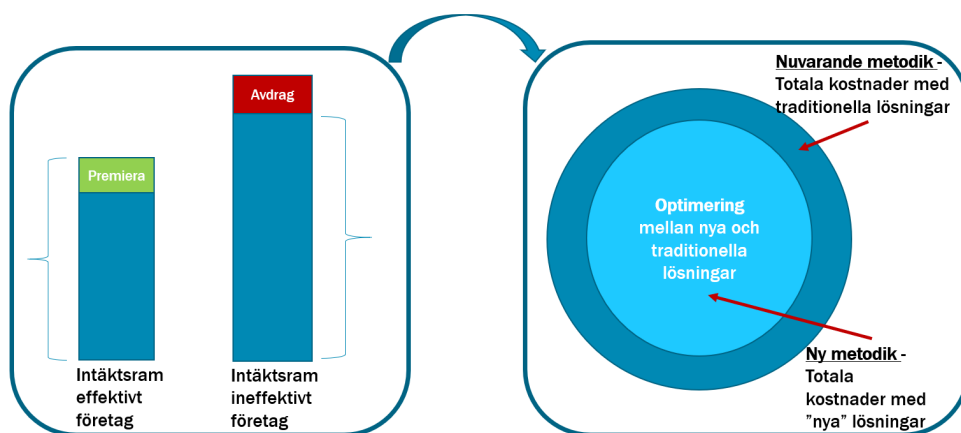 Premiera
Avdrag
Intäktsram
effektivt
företag
Intäktsram
ineffektivt
företag
Nuvarande metodik -
Totala kostnader med
traditionella lösningar
Optimering
mellan nya och
traditionella
lösningar
Ny metodik -
Totala
kostnader med
”nya” lösningar